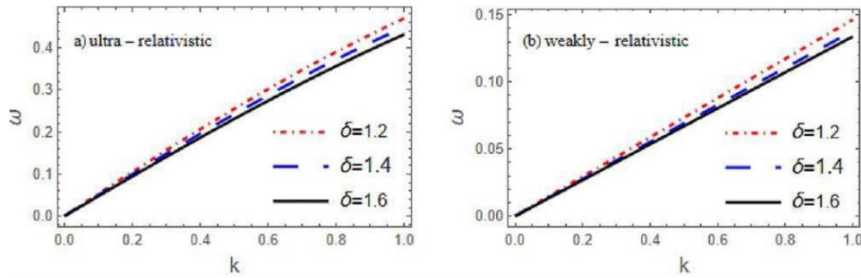 a) ultra – relativistic
0.4
0.3
0.2
0.1
0.0
ω
δ=1.2
δ=1.4
δ=1.6
0.0 0.2 0.4 0.6 0.8 1.0
k
(b) weakly – relativistic
0.15
0.10
0.05
0.00
ω
δ=1.2
δ=1.4
δ=1.6
0.0 0.2 0.4 0.6 0.8 1.0
k